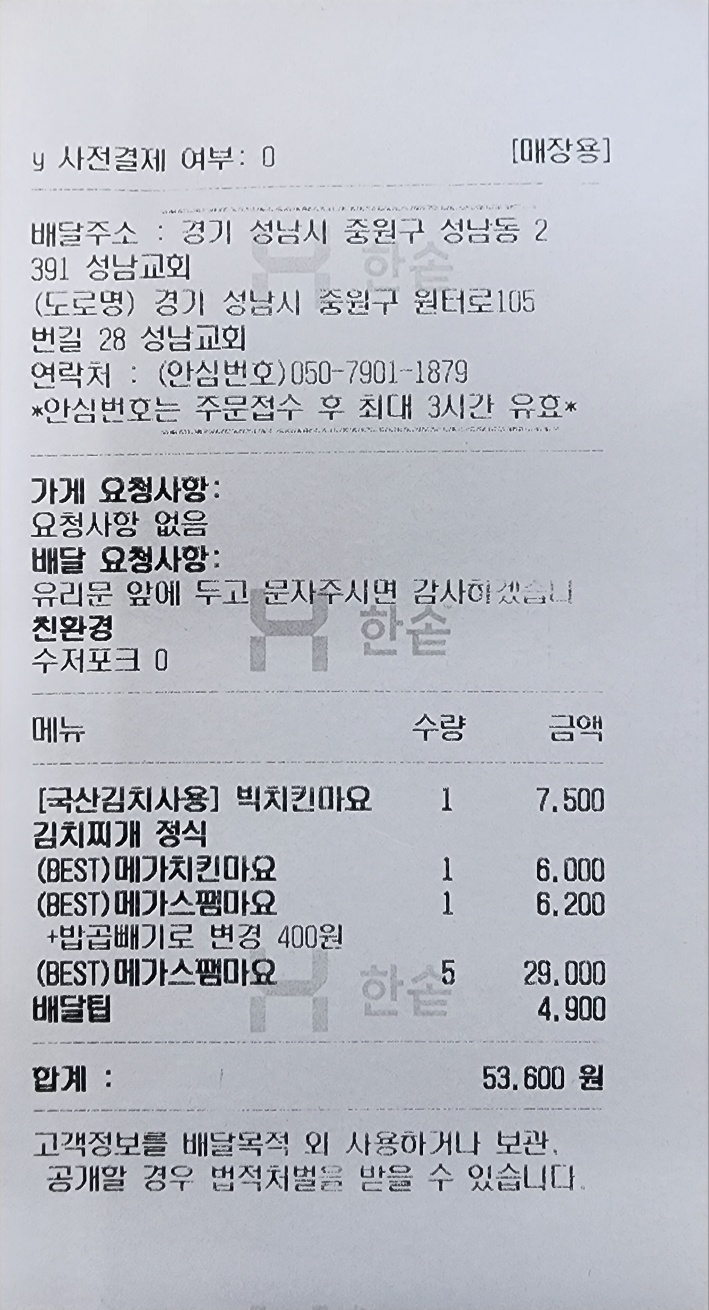 y 사전결제 여부: O [매장용]
배달주소 : 경기 성남시 중원구 성남동 2
391 성남교회
(도로명) 경기 성남시 중원구 원터로105
번길 28 성남교회
연락처 : (안심번호)050-7901-1879
*안심번호는 주문접수 후 최대 3시간 유효*
한솥
가게 요청사항:
요청사항 없음
배달 요청사항:
유리문 앞에 두고 문자주시면 감사하겠습니
친환경
수저포크 O
한솥
메뉴 수량 금액
[국산김치사용] 빅치킨마요 1 7.500
김치찌개 정식
(BEST)메가치킨마요 1 6.000
(BEST)메가스팸마요 1 6.200
+밥곱빼기로 변경 400원
(BEST)메가스팸마요 5 29.000
배달팁 4.900
한솥
합계 : 53.600 원
고객정보를 배달목적 외 사용하거나 보관,
공개할 경우 법적처벌을 받을 수 있습니다.